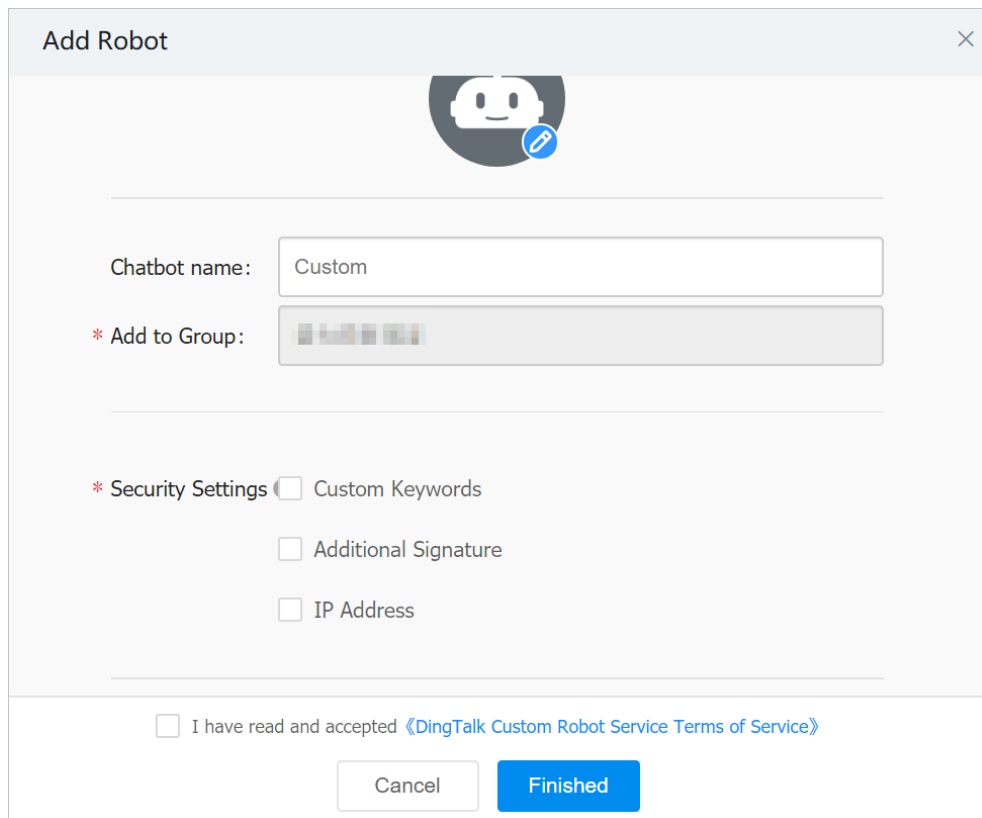 Add Robot
Chatbot name:
Custom
* Add to Group:
* Security Settings
Custom Keywords
Additional Signature
IP Address
I have read and accepted 《DingTalk Custom Robot Service Terms of Service》
Cancel
Finished